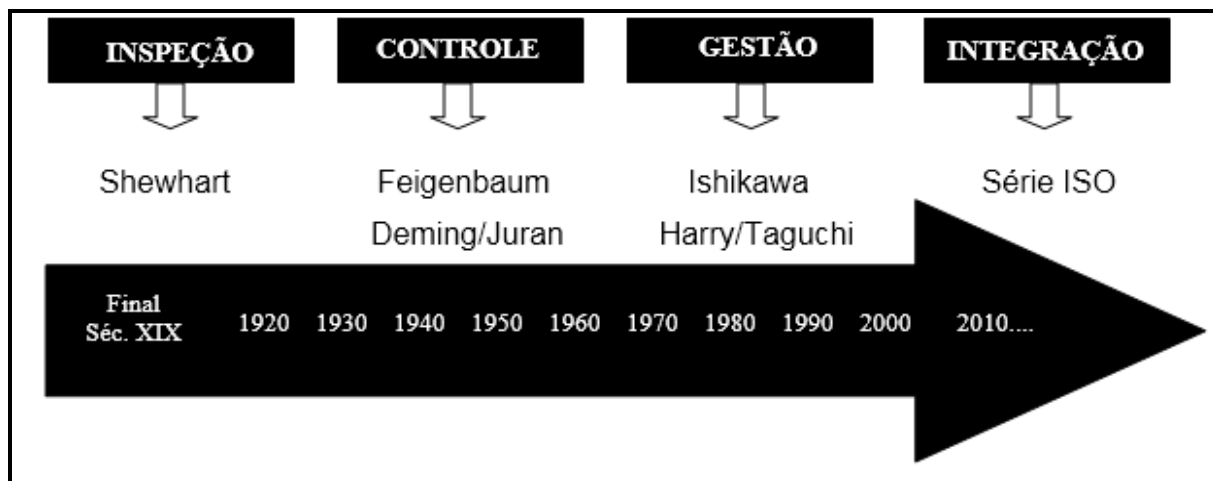 INSPEÇÃO CONTROLE GESTÃO INTEGRAÇÃO
Shewhart Feigenbaum Ishikawa Série ISO
Deming/Juran Harry/Taguchi
Final
Séc. XIX 1920 1930 1940 1950 1960 1970 1980 1990 2000 2010....